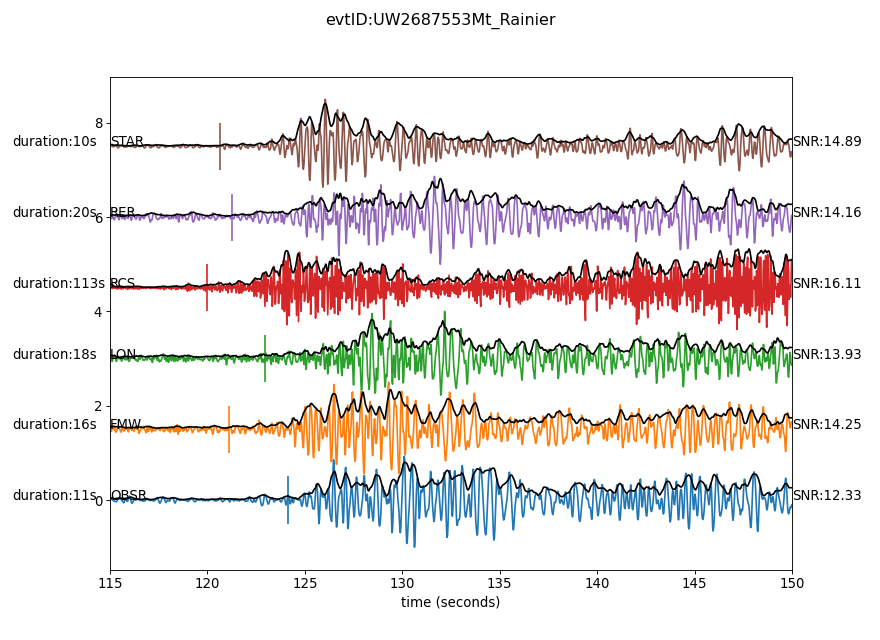 evtID:UW2687553Mt_Rainier
8
duration:10s STAR SNR:14.89
duration:20s RER SNR:14.16
6
duration:113s RCS SNR:16.11
4
duration:18s LON SNR:13.93
2
duration:16s FMW SNR:14.25
duration:11s OBSR SNR:12.33
0
115 120 125 130 135 140 145 150
time (seconds)